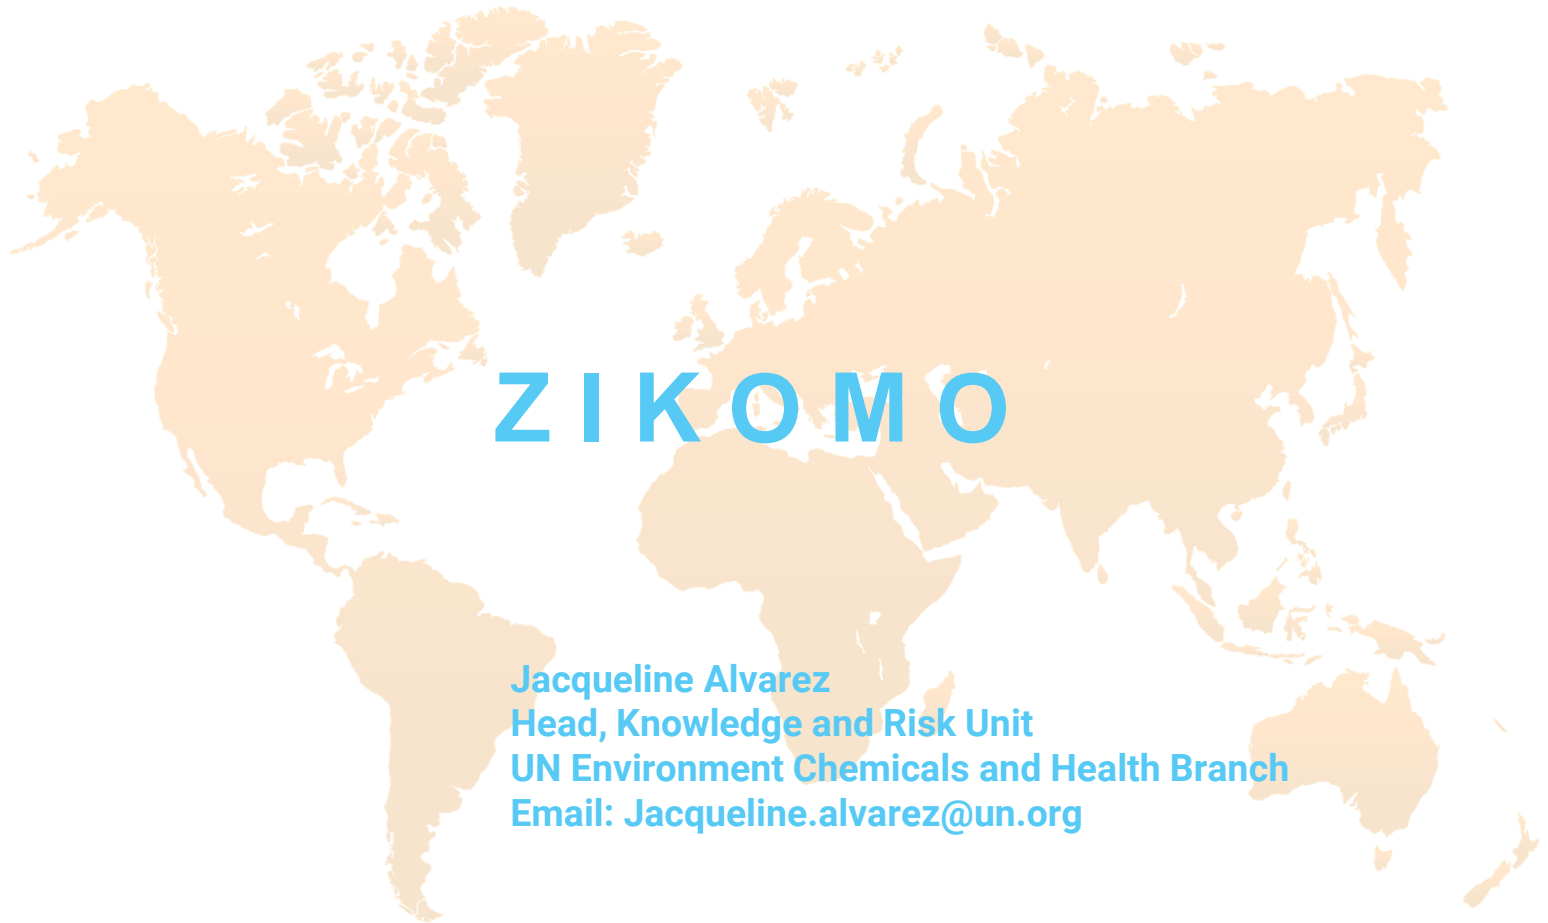 ZIKOMO
Jacqueline Alvarez
Head, Knowledge and Risk Unit
UN Environment Chemicals and Health Branch
Email: Jacqueline.alvarez@un.org